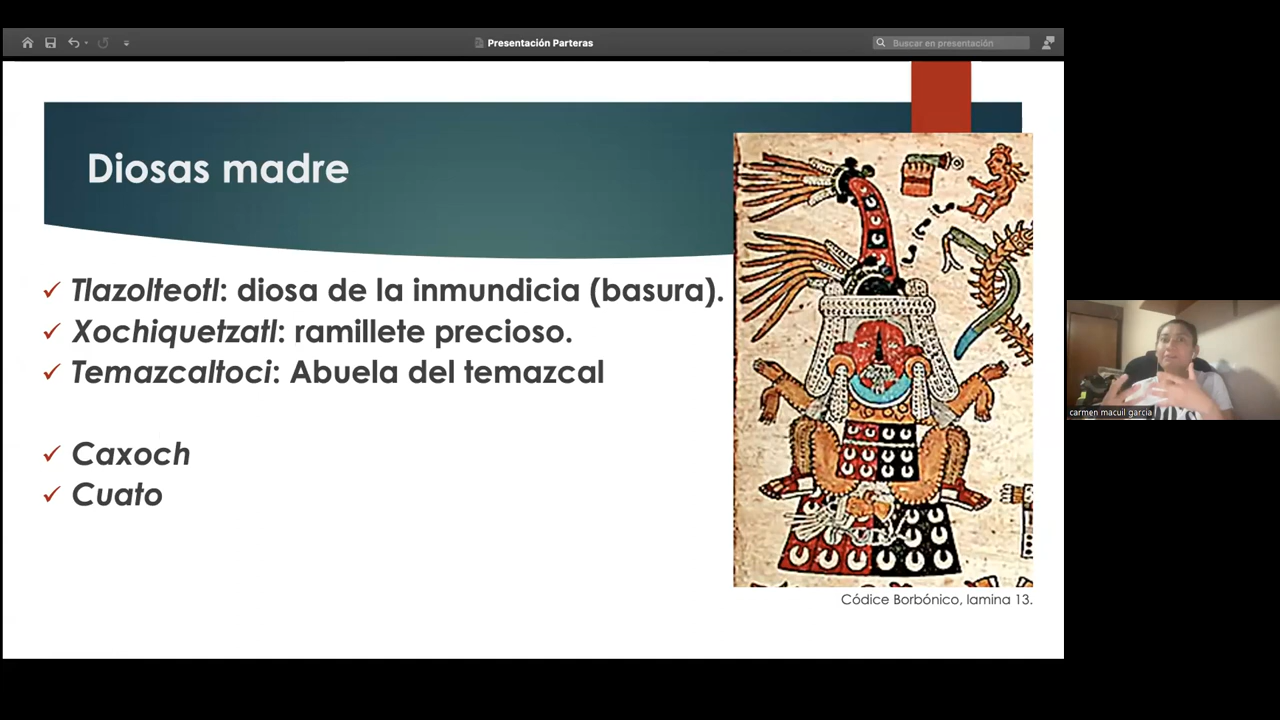 Presentación Parteras
Buscar en presentación
Diosas madre
Tlazolteotl: diosa de la inmundicia (basura).
Xochiquetzatl: ramillete precioso.
Temazcaltoci: Abuela del temazcal
Caxoch
Cuato
Códice Borbónico, lamina 13.
carmen macuil garcia